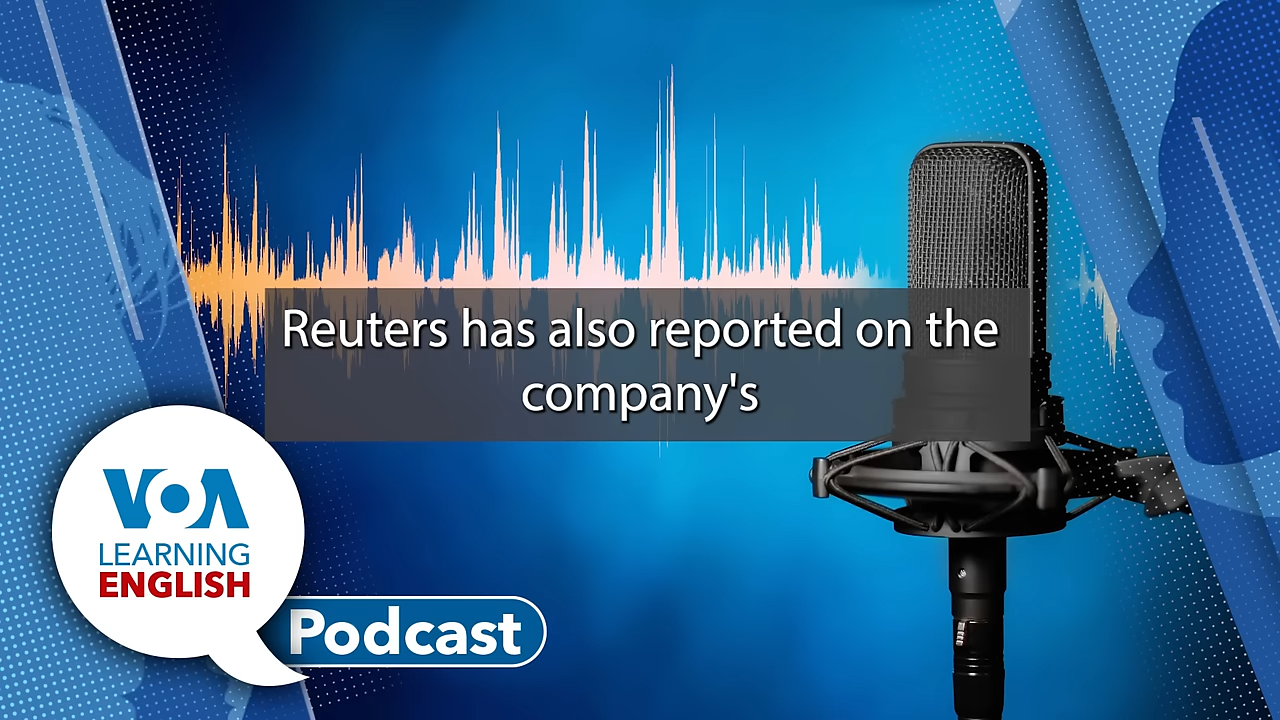 Reuters has also reported on the
company's
VOA
LEARNING
ENGLISH
Podcast